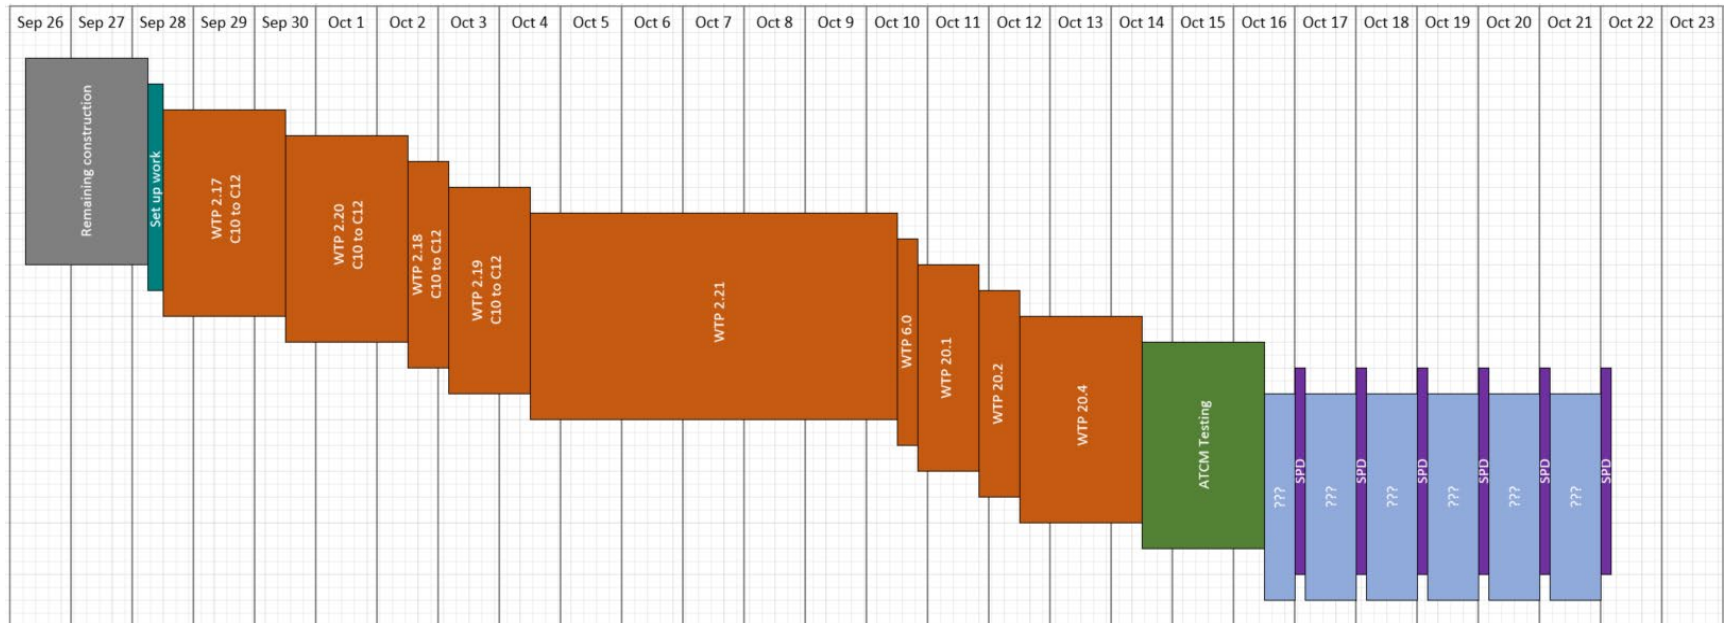 Sep 26 Sep 27 Sep 28 Sep 29 Sep 30 Oct 1 Oct 2 Oct 3 Oct 4 Oct 5 Oct 6 Oct 7 Oct 8 Oct 9 Oct 10 Oct 11 Oct 12 Oct 13 Oct 14 Oct 15 Oct 16 Oct 17 Oct 18 Oct 19 Oct 20 Oct 21 Oct 22 Oct 23
Remaining construction
Set up work
WTP 2.17
C10 to C12
WTP 2.20
C10 to C12
WTP 2.18
C10 to C12
WTP 2.19
C10 to C12
WTP 2.21
WTP 6.0
WTP 20.1
WTP 20.2
WTP 20.4
ATCM Testing
???
SPD
???
SPD
???
SPD
???
SPD
???
SPD
???
SPD